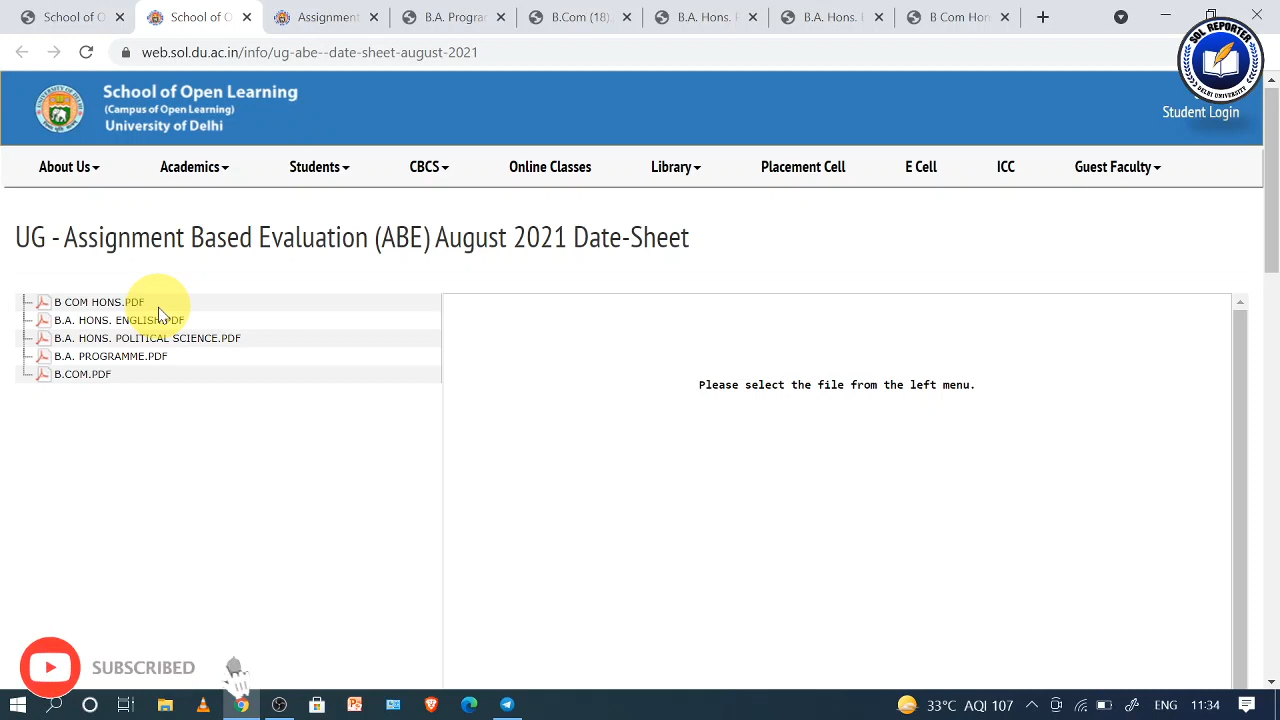 School of O
School of O
Assignment
B.A. Progra
B.Com (18)
B.A. Hons. P
B.A. Hons.
B Com Hon
web.sol.du.ac.in/info/ug-abe--date-sheet-august-2021
SOL REPORTER
DELHI UNIVERSITY
School of Open Learning
(Campus of Open Learning)
University of Delhi
Student Login
About Us
Academics
Students
CBCS
Online Classes
Library
Placement Cell
E Cell
ICC
Guest Faculty
UG - Assignment Based Evaluation (ABE) August 2021 Date-Sheet
B COM HONS.PDF
B.A. HONS. ENGLISH.PDF
B.A. HONS. POLITICAL SCIENCE.PDF
B.A. PROGRAMME.PDF
B.COM.PDF
Please select the file from the left menu.
SUBSCRIBED
33°C AQI 107
ENG
11:34